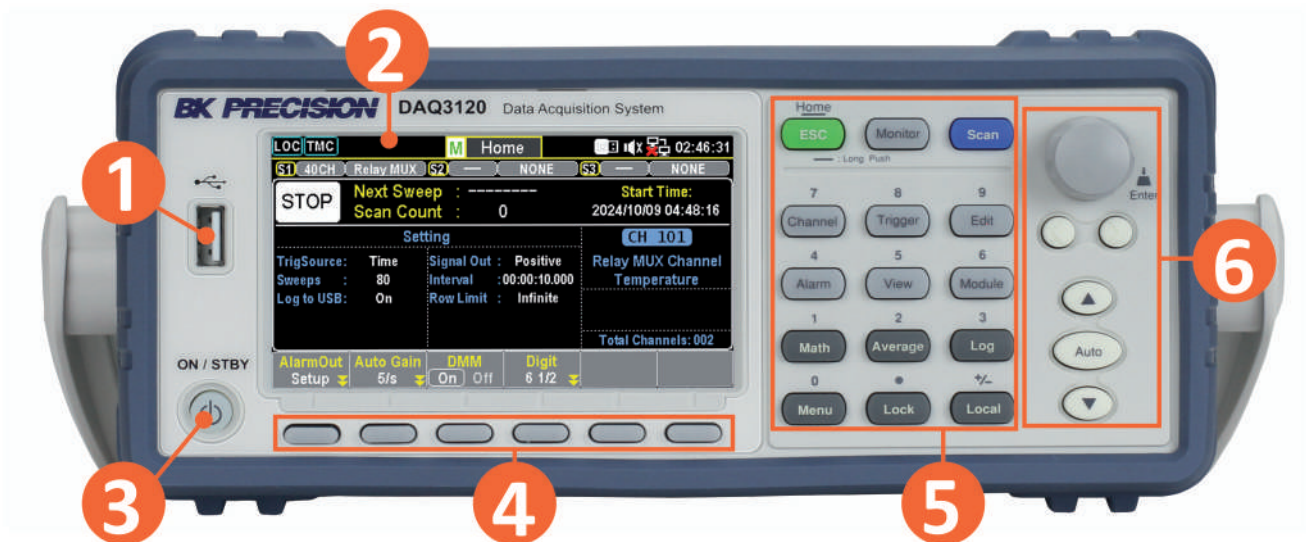 2
BK PRECISION DAQ3120 Data Acquisition System
LOC TMC M Home 02:46:31
S1 40CH Relay MUX S2 — NONE S3 — NONE
STOP Next Sweep : -------- Start Time:
Scan Count : 0 2024/10/09 04:48:16
Setting CH 101
TrigSource: Time Signal Out : Positive Relay MUX Channel
Sweeps : 80 Interval :00:00:10.000 Temperature
Log to USB: On Row Limit : Infinite
Total Channels: 002
AlarmOut Auto Gain DMM Digit
Setup 5/s On Off 6 1/2
1
ON / STBY
3
4
Home
ESC Monitor Scan
: Long Push
7 8 9
Channel Trigger Edit
4 5 6
Alarm View Module
1 2 3
Math Average Log
0 • +/-
Menu Lock Local
5
Enter
Auto
6